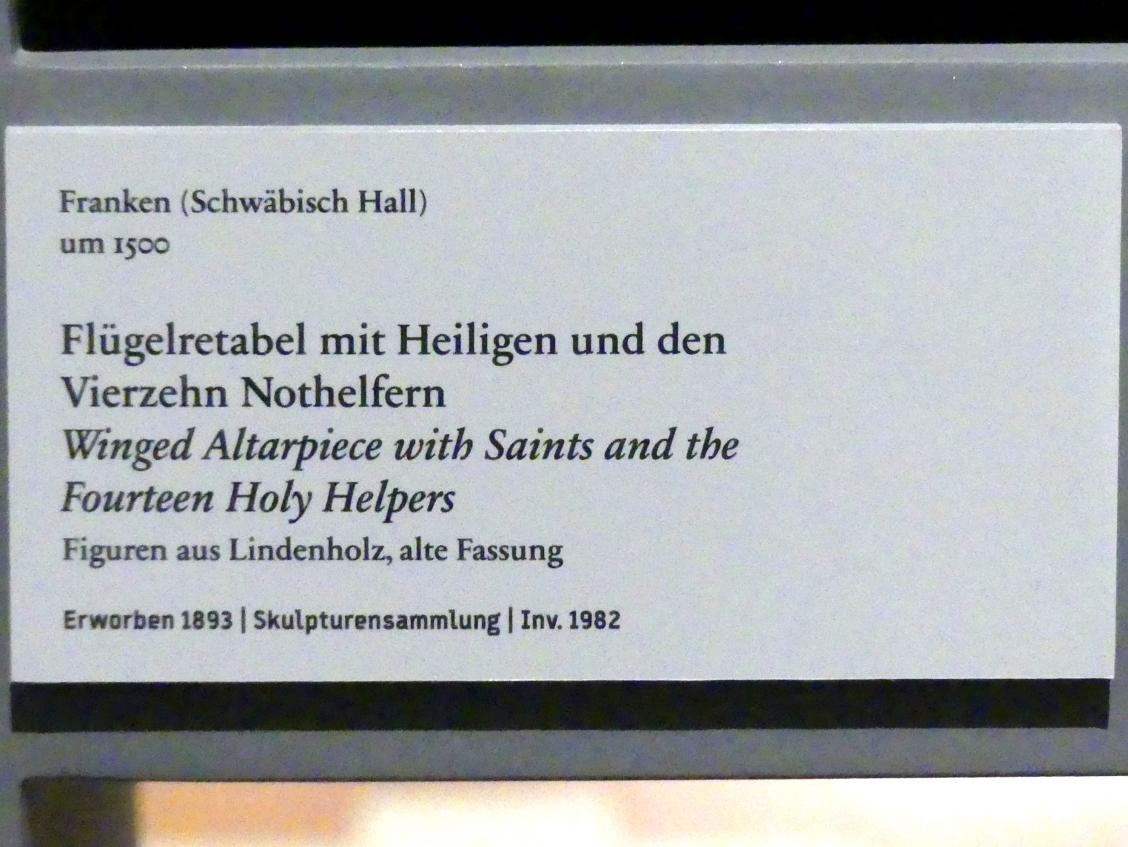 Franken (Schwäbisch Hall)
um 1500
Flügelretabel mit Heiligen und den
Vierzehn Nothelfern
Winged Altarpiece with Saints and the
Fourteen Holy Helpers
Figuren aus Lindenholz, alte Fassung
Erworben 1893 | Skulpturensammlung | Inv. 1982